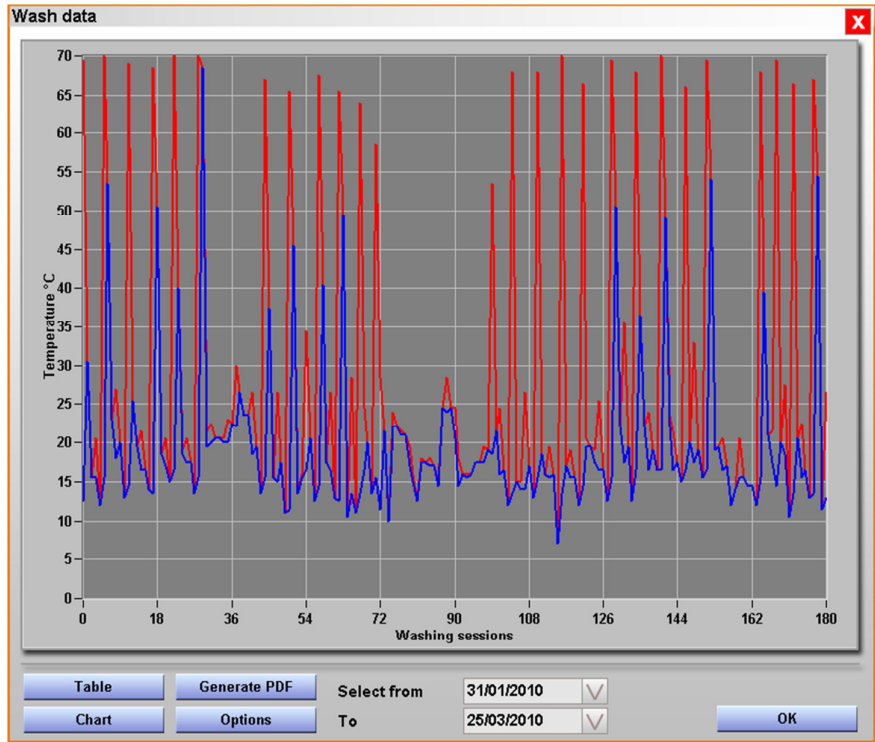 Wash data
X
70
65
60
55
50
45
40
35
30
25
20
15
10
5
0
Temperature °C
0 18 36 54 72 90 108 126 144 162 180
Washing sessions
Table Generate PDF Select from 31/01/2010
Chart Options To 25/03/2010 OK